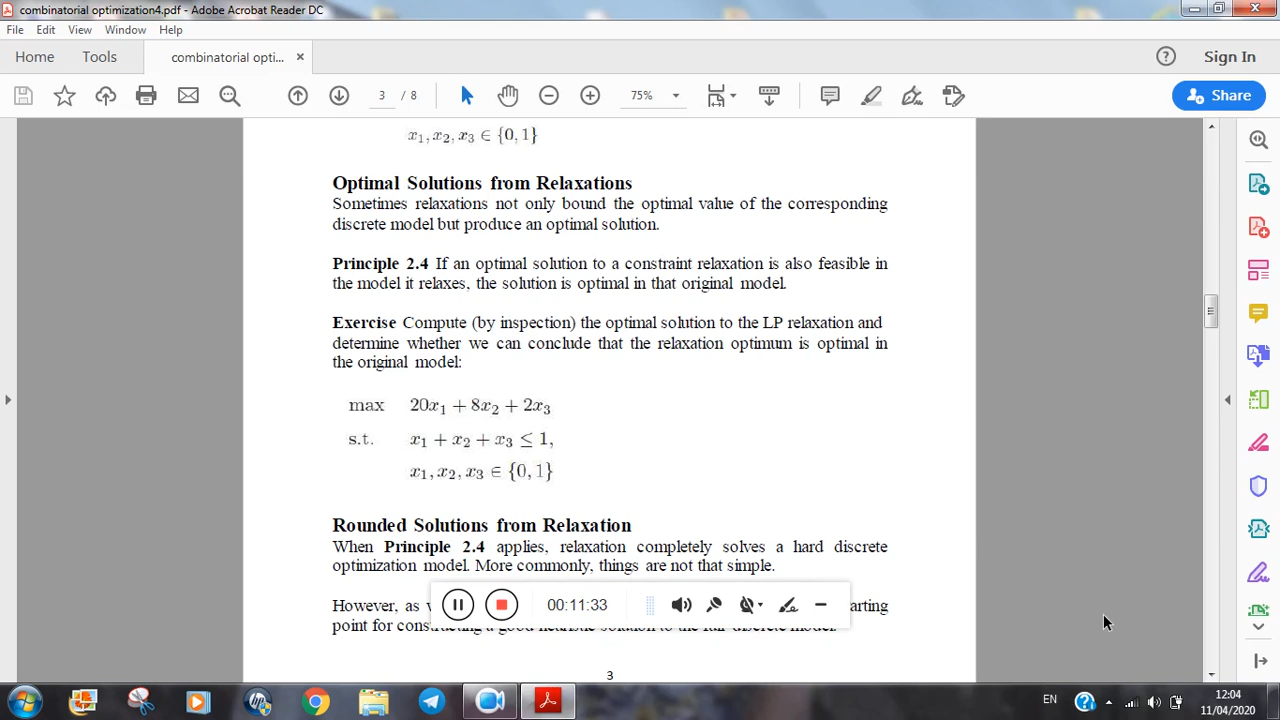 combinatorial optimization4.pdf - Adobe Acrobat Reader DC
File Edit View Window Help
Home Tools combinatorial opti... × Sign In
3 / 8 75% Share
x₁, x₂, x₃ ∈ {0, 1}
Optimal Solutions from Relaxations
Sometimes relaxations not only bound the optimal value of the corresponding
discrete model but produce an optimal solution.
Principle 2.4 If an optimal solution to a constraint relaxation is also feasible in
the model it relaxes, the solution is optimal in that original model.
Exercise Compute (by inspection) the optimal solution to the LP relaxation and
determine whether we can conclude that the relaxation optimum is optimal in
the original model:
max 20x₁ + 8x₂ + 2x₃
s.t. x₁ + x₂ + x₃ ≤ 1,
x₁, x₂, x₃ ∈ {0, 1}
Rounded Solutions from Relaxation
When Principle 2.4 applies, relaxation completely solves a hard discrete
optimization model. More commonly, things are not that simple.
However, as
00:11:33
point for
3
EN 12:04
11/04/2020